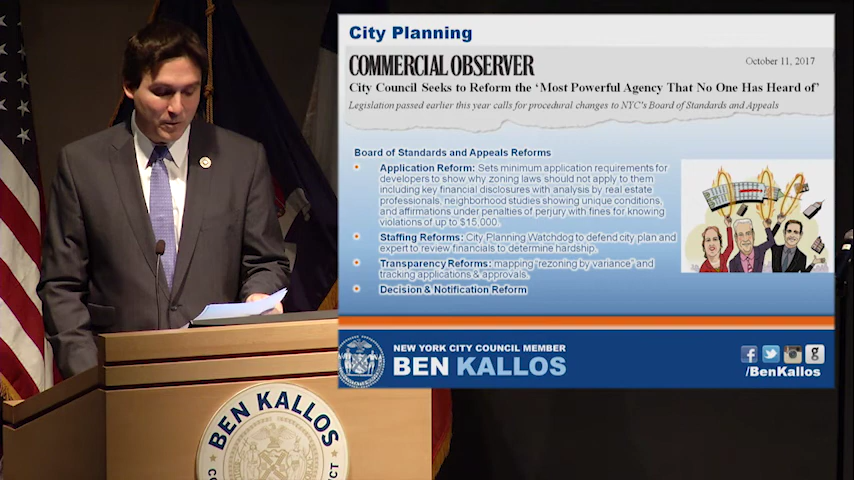 City Planning
COMMERCIAL OBSERVER
October 11, 2017
City Council Seeks to Reform the ‘Most Powerful Agency That No One Has Heard of’
Legislation passed earlier this year calls for procedural changes to NYC's Board of Standards and Appeals
Board of Standards and Appeals Reforms
Application Reform: Sets minimum application requirements for
developers to show why zoning laws should not apply to them
including key financial disclosures with analysis by real estate
professionals, neighborhood studies showing unique conditions,
and affirmations under penalties of perjury with fines for knowing
violations of up to $15,000.
Staffing Reforms: City Planning Watchdog to defend city plan and
expert to review financials to determine hardship.
Transparency Reforms: mapping "rezoning by variance" and
tracking applications & approvals.
Decision & Notification Reform
NEW YORK CITY COUNCIL MEMBER
BEN KALLOS
/BenKallos
BEN KALLOS